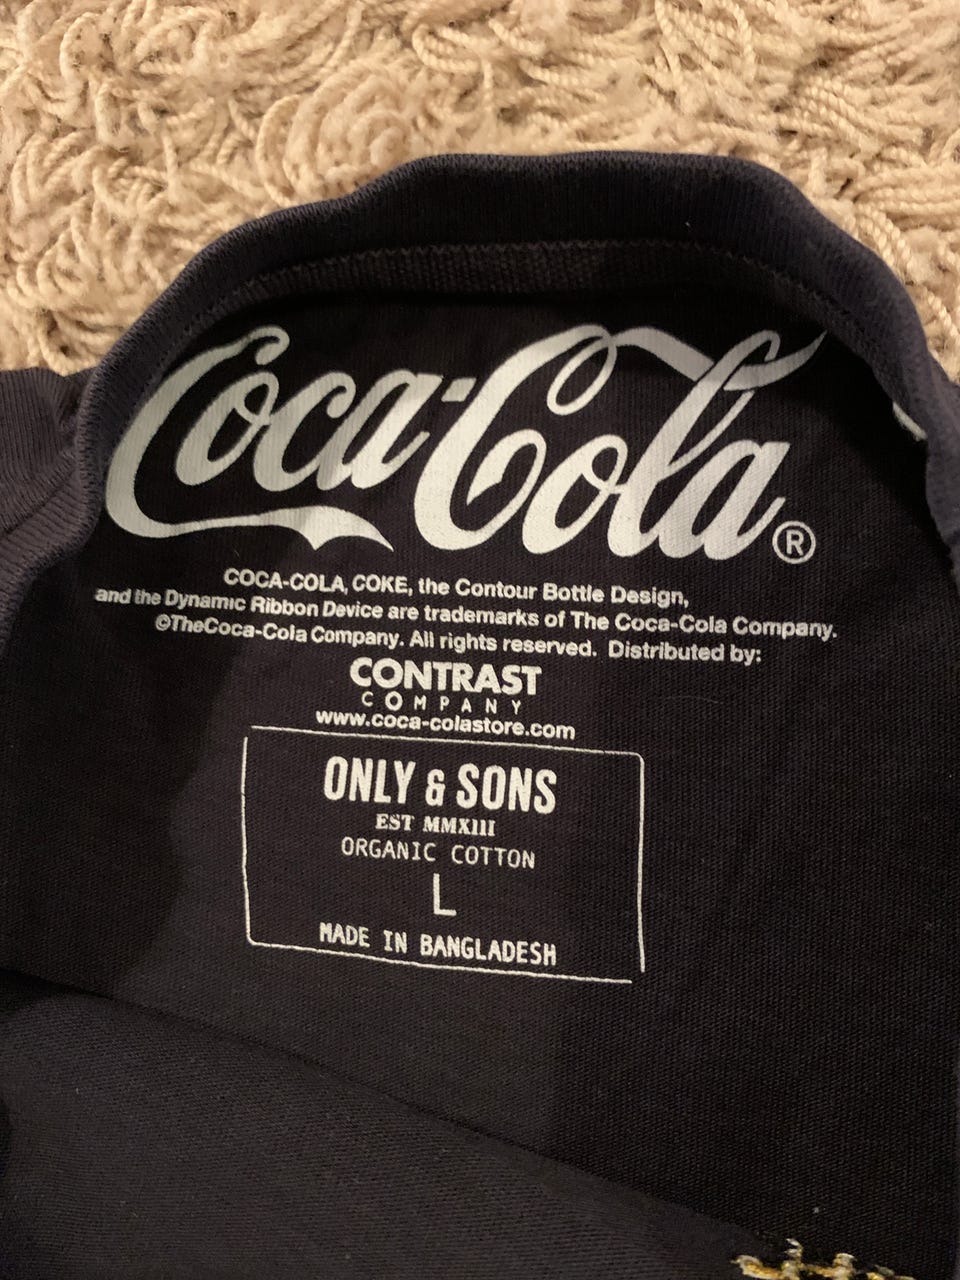 Coca-Cola®
COCA-COLA, COKE, the Contour Bottle Design,
and the Dynamic Ribbon Device are trademarks of The Coca-Cola Company.
©TheCoca-Cola Company. All rights reserved. Distributed by:
CONTRAST
COMPANY
www.coca-colastore.com
ONLY & SONS
EST MMXIII
ORGANIC COTTON
L
MADE IN BANGLADESH